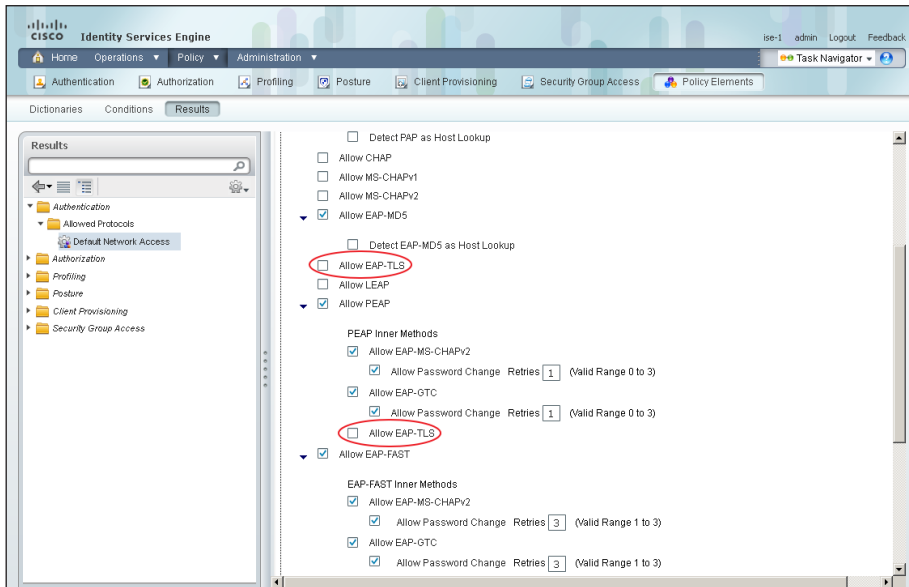 CISCO Identity Services Engine
ise-1 admin Logout Feedback
Home Operations Policy Administration
Task Navigator
Authentication Authorization Profiling Posture Client Provisioning Security Group Access Policy Elements
Dictionaries Conditions Results
Results
Authentication
Allowed Protocols
Default Network Access
Authorization
Profiling
Posture
Client Provisioning
Security Group Access
Detect PAP as Host Lookup
Allow CHAP
Allow MS-CHAPv1
Allow MS-CHAPv2
Allow EAP-MD5
Detect EAP-MD5 as Host Lookup
Allow EAP-TLS
Allow LEAP
Allow PEAP
PEAP Inner Methods
Allow EAP-MS-CHAPv2
Allow Password Change Retries 1 (Valid Range 0 to 3)
Allow EAP-GTC
Allow Password Change Retries 1 (Valid Range 0 to 3)
Allow EAP-TLS
Allow EAP-FAST
EAP-FAST Inner Methods
Allow EAP-MS-CHAPv2
Allow Password Change Retries 3 (Valid Range 1 to 3)
Allow EAP-GTC
Allow Password Change Retries 3 (Valid Range 1 to 3)